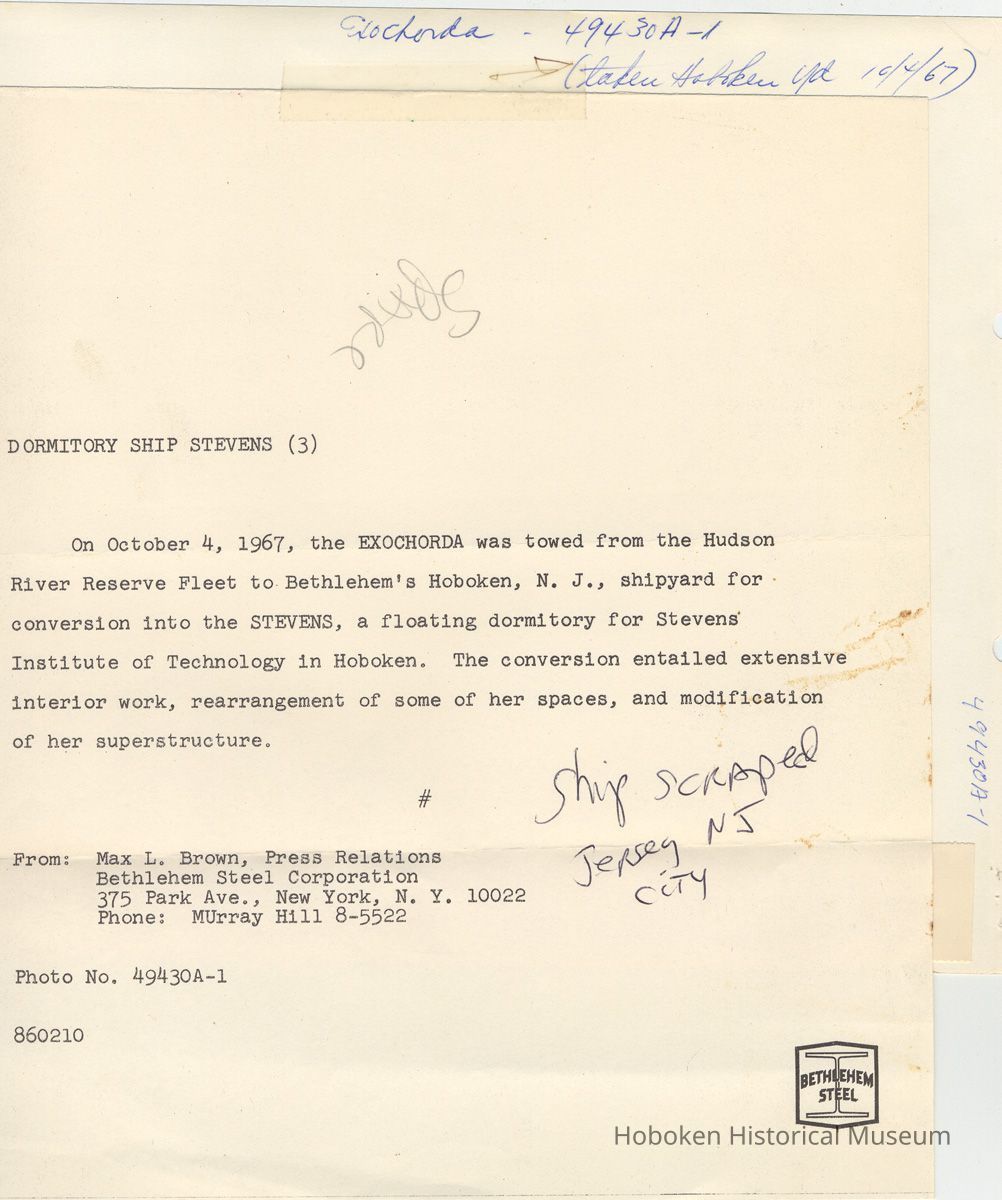 Exochorda - 49430A-1
(taken Hoboken Yd 10/4/67)
DORMITORY SHIP STEVENS (3)
On October 4, 1967, the EXOCHORDA was towed from the Hudson
River Reserve Fleet to Bethlehem's Hoboken, N. J., shipyard for
conversion into the STEVENS, a floating dormitory for Stevens
Institute of Technology in Hoboken. The conversion entailed extensive
interior work, rearrangement of some of her spaces, and modification
of her superstructure.
#
Ship SCRAPed
Jersey NJ
CiTY
From: Max L. Brown, Press Relations
Bethlehem Steel Corporation
375 Park Ave., New York, N. Y. 10022
Phone: MUrray Hill 8-5522
Photo No. 49430A-1
860210
49430A-1
BETHLEHEM
STEEL
Hoboken Historical Museum